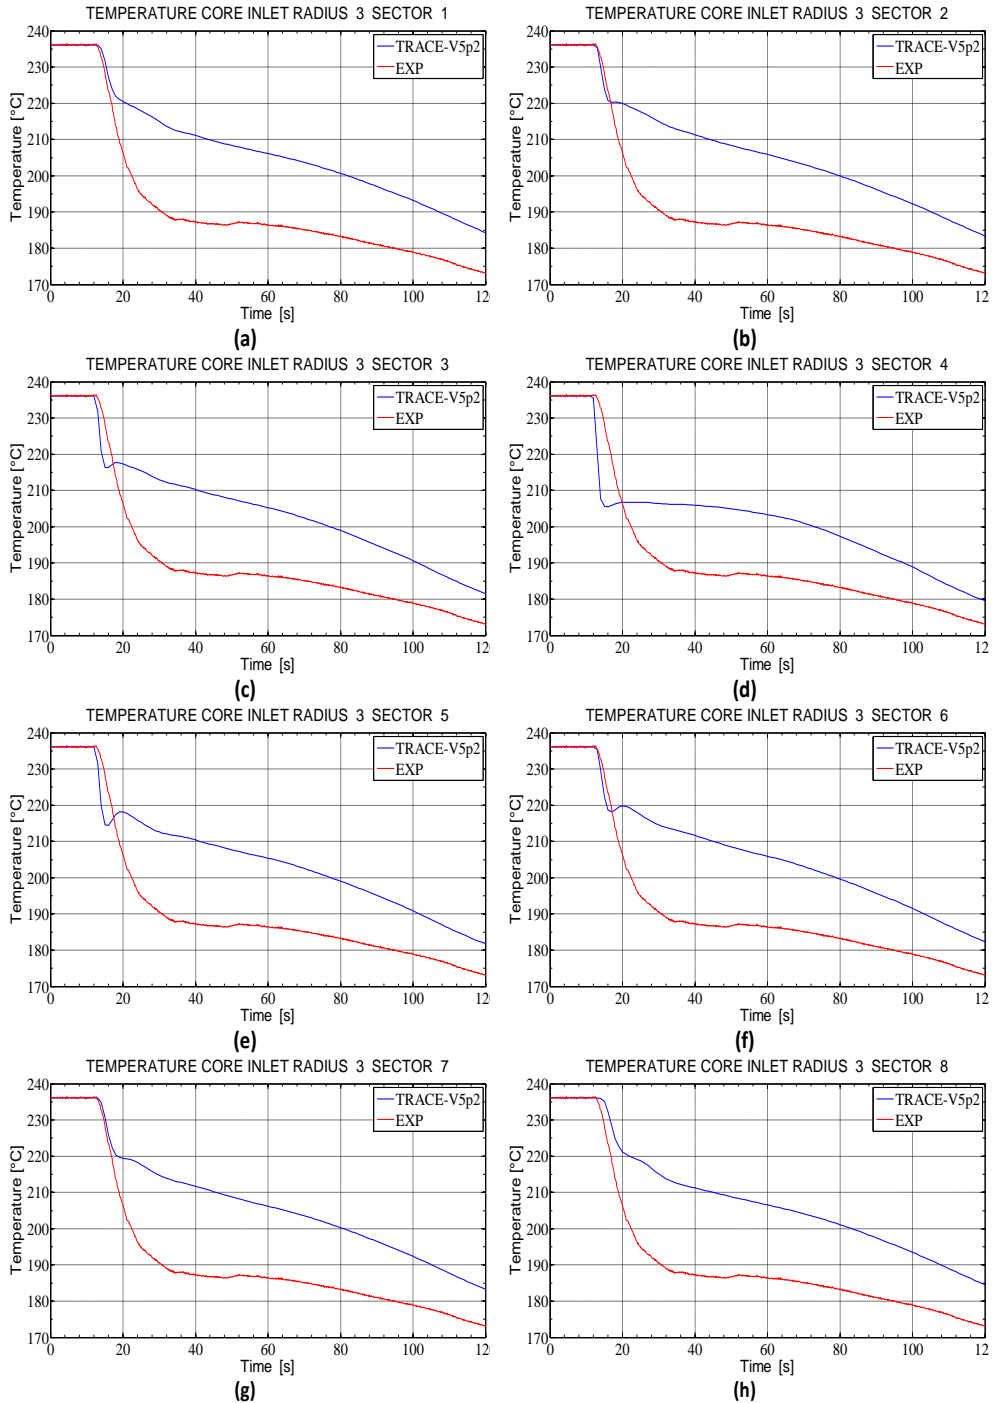 TEMPERATURE CORE INLET RADIUS 3 SECTOR 1
Temperature [°C]
240
230
220
210
200
190
180
170
TRACE-V5p2
EXP
0 20 40 60 80 100 12
Time [s]
(a)
TEMPERATURE CORE INLET RADIUS 3 SECTOR 2
Temperature [°C]
240
230
220
210
200
190
180
170
TRACE-V5p2
EXP
0 20 40 60 80 100 12
Time [s]
(b)
TEMPERATURE CORE INLET RADIUS 3 SECTOR 3
Temperature [°C]
240
230
220
210
200
190
180
170
TRACE-V5p2
EXP
0 20 40 60 80 100 120
Time [s]
(c)
TEMPERATURE CORE INLET RADIUS 3 SECTOR 4
Temperature [°C]
240
230
220
210
200
190
180
170
TRACE-V5p2
EXP
0 20 40 60 80 100 12
Time [s]
(d)
TEMPERATURE CORE INLET RADIUS 3 SECTOR 5
Temperature [°C]
240
230
220
210
200
190
180
170
TRACE-V5p2
EXP
0 20 40 60 80 100 12
Time [s]
(e)
TEMPERATURE CORE INLET RADIUS 3 SECTOR 6
Temperature [°C]
240
230
220
210
200
190
180
170
TRACE-V5p2
EXP
0 20 40 60 80 100 12
Time [s]
(f)
TEMPERATURE CORE INLET RADIUS 3 SECTOR 7
Temperature [°C]
240
230
220
210
200
190
180
170
TRACE-V5p2
EXP
0 20 40 60 80 100 12
Time [s]
(g)
TEMPERATURE CORE INLET RADIUS 3 SECTOR 8
Temperature [°C]
240
230
220
210
200
190
180
170
TRACE-V5p2
EXP
0 20 40 60 80 100 12
Time [s]
(h)